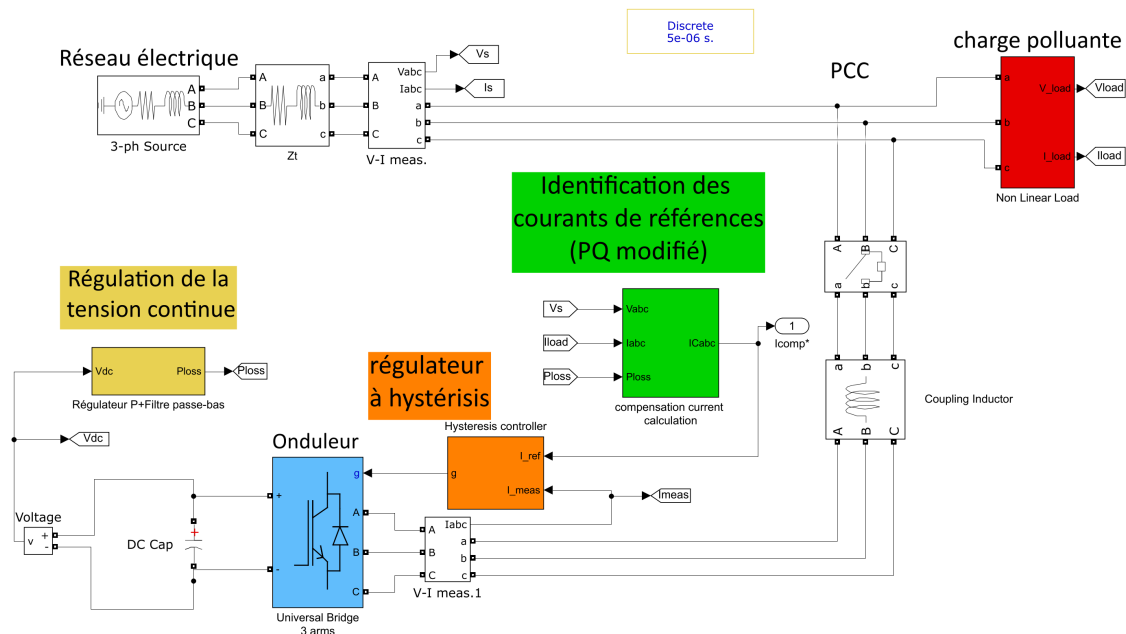 Discrete
5e-06 s.
Réseau électrique
charge polluante
PCC
Vs
Is
A
B
C
A
B
C
a
b
c
A
B
C
Vabc
Iabc
a
b
c
3-ph Source
Zt
V-I meas.
a
b
c
V_load
I_load
Vload
Iload
Non Linear Load
Identification des
courants de références
(PQ modifié)
A
B
C
a
b
c
Régulation de la
tension continue
Vs
Iload
Ploss
Vabc
Iabc
Ploss
ICabc
1
Icomp*
compensation current
calculation
Vdc
Ploss
Ploss
Régulateur P+Filtre passe-bas
régulateur
à hystérisis
a
b
c
A
B
C
Coupling Inductor
Vdc
Onduleur
Hysteresis controller
I_ref
I_meas
g
g
Imeas
+
-
A
B
C
A
B
C
Iabc
a
b
c
V-I meas.1
Voltage
v
+
-
+
DC Cap
Universal Bridge
3 arms